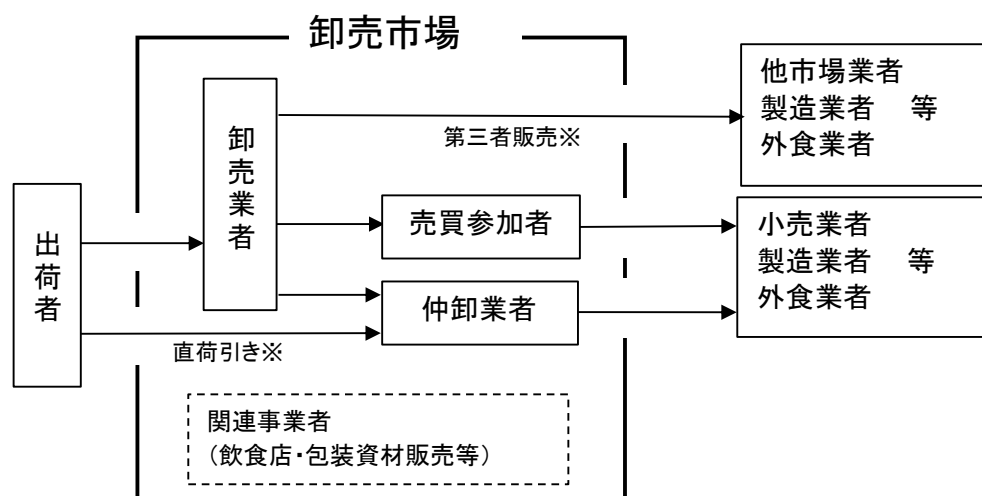 卸売市場
他市場業者
製造業者　等
外食業者
卸売業者
第三者販売※
出荷者
売買参加者
小売業者
製造業者　等
外食業者
仲卸業者
直荷引き※
関連事業者
（飲食店・包装資材販売等）